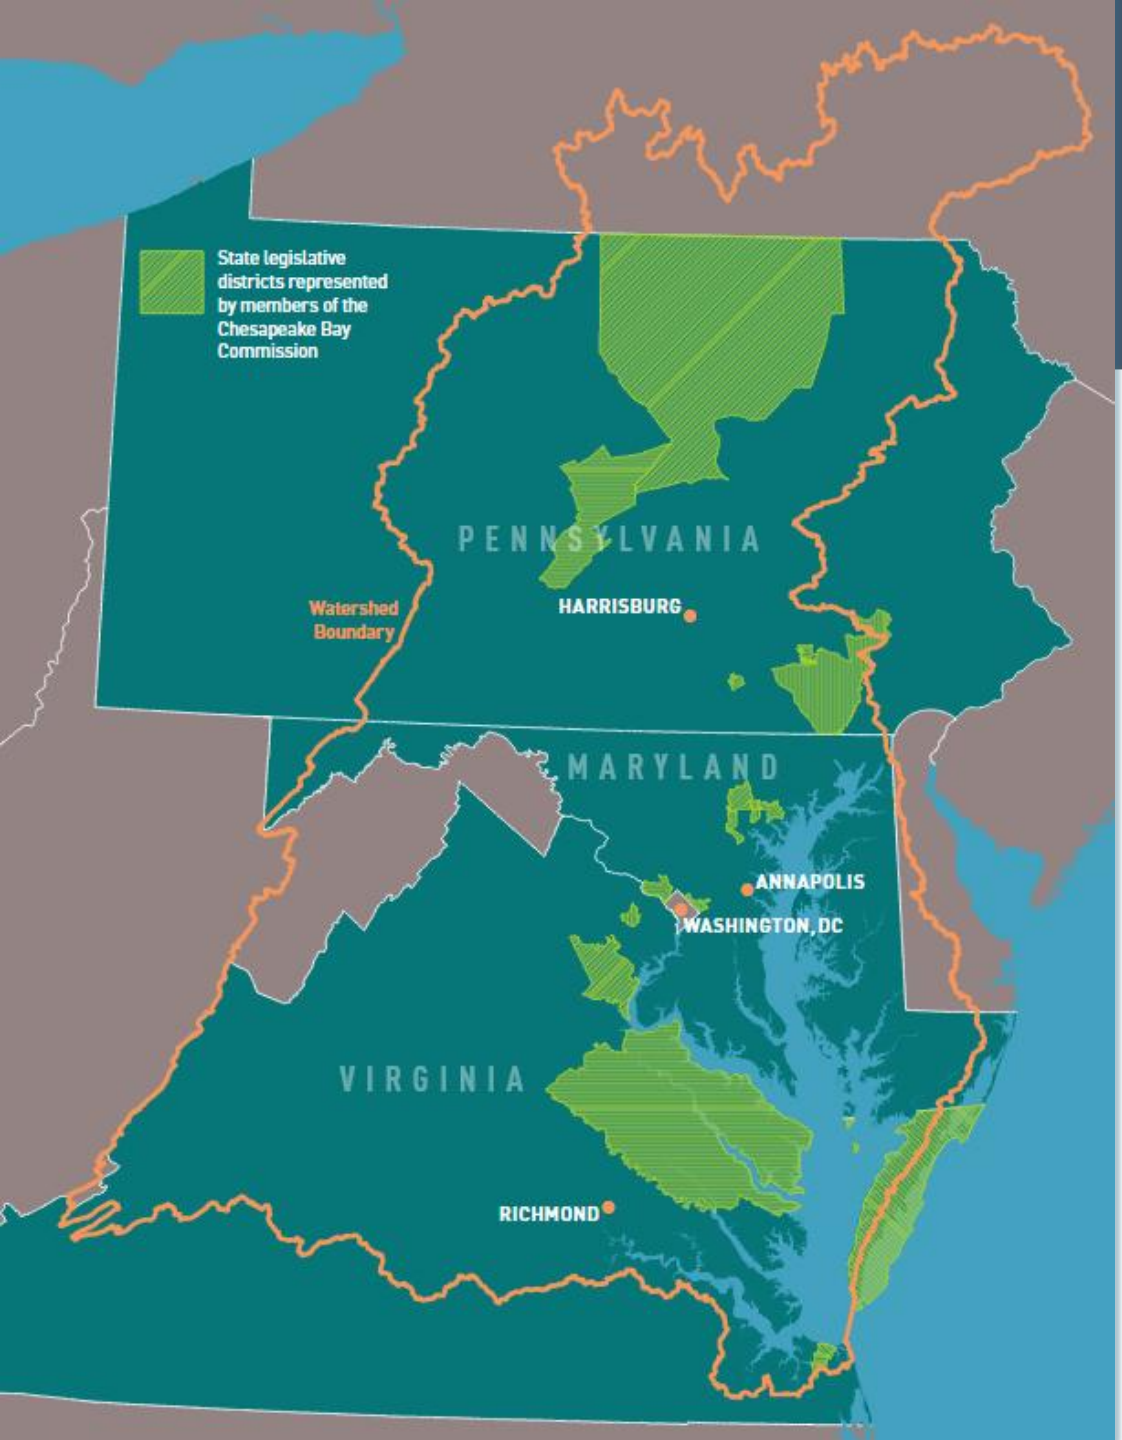 State legislative
districts represented
by members of the
Chesapeake Bay
Commission
PENNSYLVANIA
HARRISBURG
Watershed
Boundary
MARYLAND
ANNAPOLIS
WASHINGTON, DC
VIRGINIA
RICHMOND